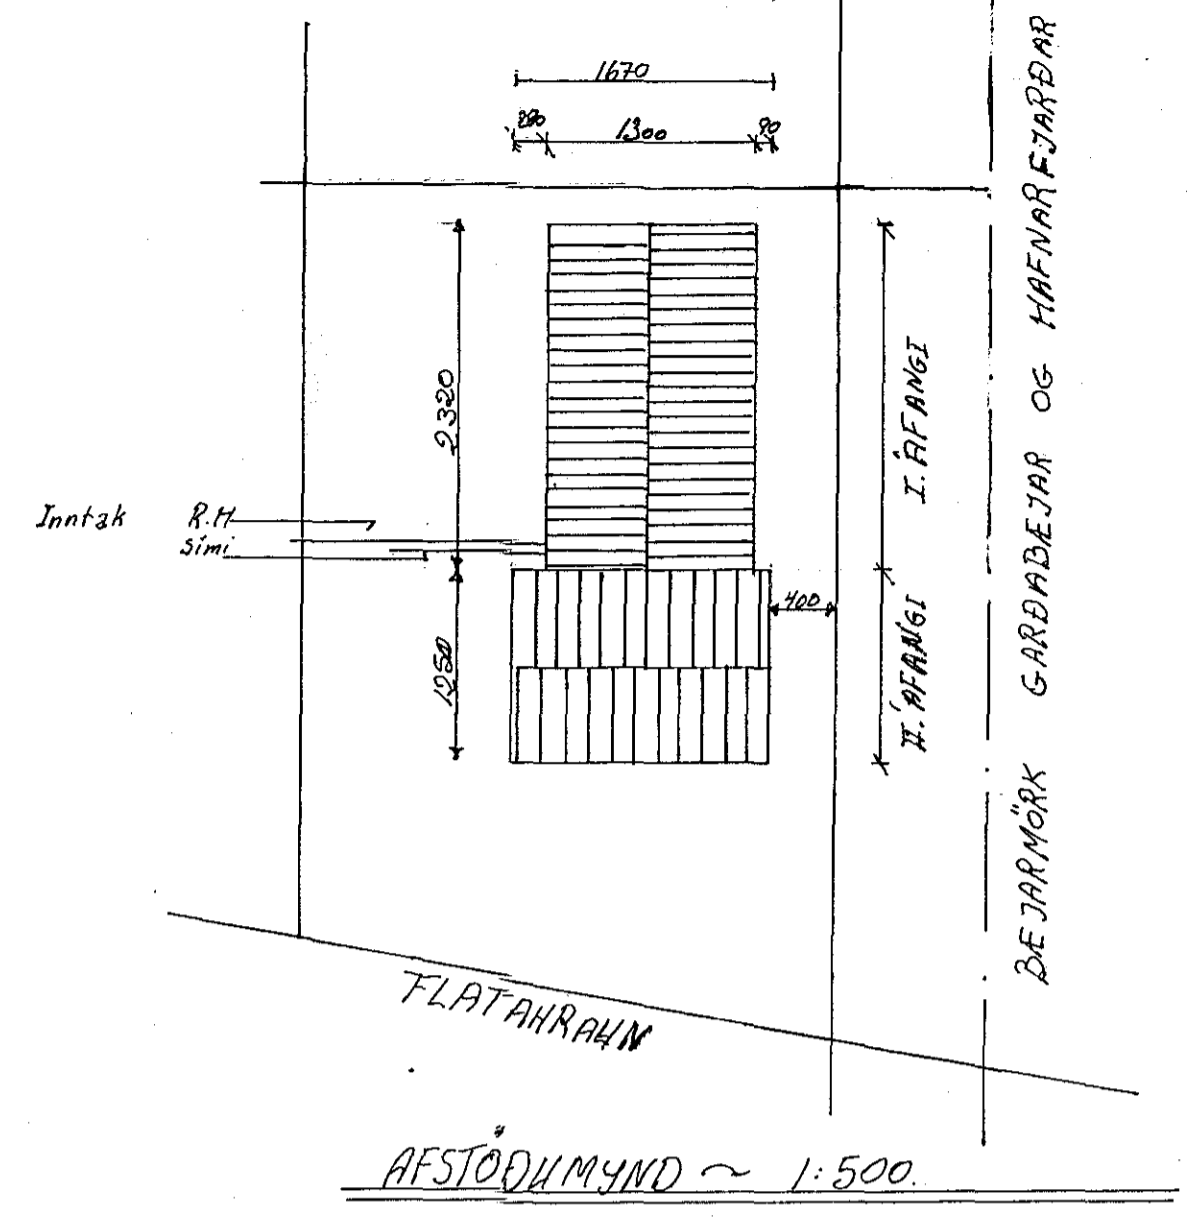 1670
280 1300 90
2320
1250
I. ÁFANGI
II. ÁFANGI
400
Inntak R.H
Sími
BÆJARMÖRK GARÐABÆJAR OG HAFNARFJARÐAR
FLATAHRAUN
AFSTÖÐUMYND ~ 1:500.